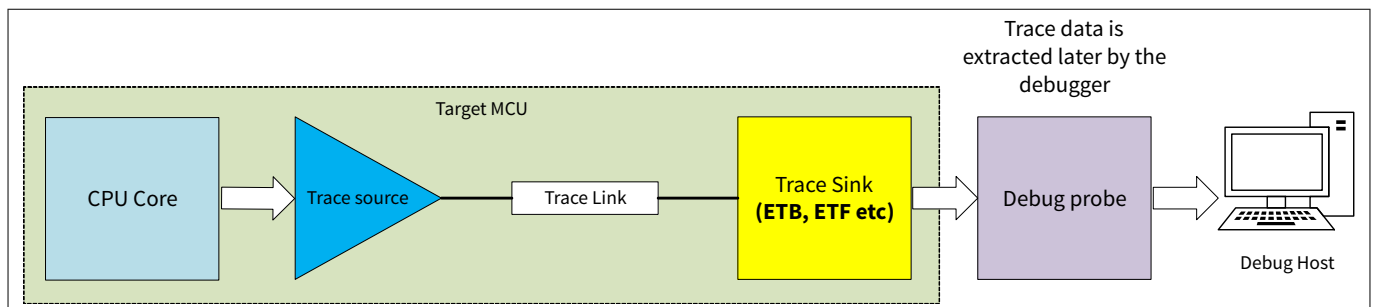 Trace data is
extracted later by the
debugger
Target MCU
CPU Core
Trace source
Trace Link
Trace Sink
(ETB, ETF etc)
Debug probe
Debug Host